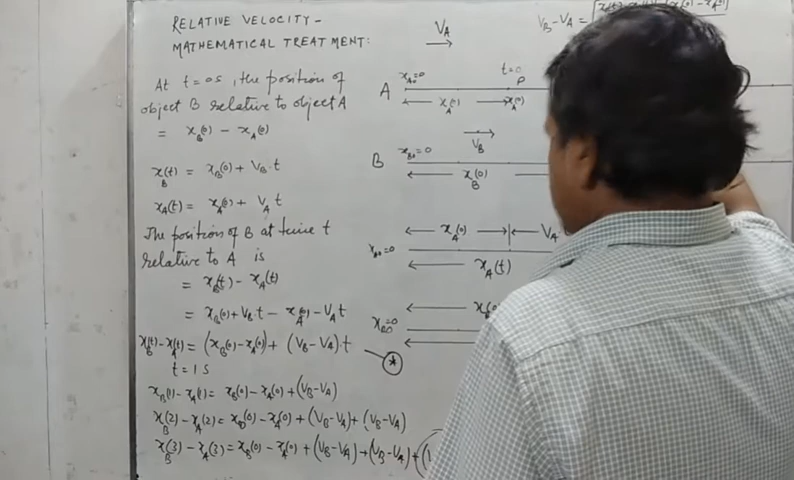 RELATIVE VELOCITY -
MATHEMATICAL TREATMENT:
At t = 0 s, the position of
object B relative to object A
= x_B(0) - x_A(0)
x_B(t) = x_B(0) + V_B.t
x_A(t) = x_A(0) + V_A t
The position of B at time t
relative to A is
= x_B(t) - x_A(t)
= x_B(0) + V_B.t - x_A(0) - V_A t
x_B(t) - x_A(t) = (x_B(0) - x_A(0)) + (V_B - V_A).t
*
t = 1 s
x_B(1) - x_A(1) = x_B(0) - x_A(0) + (V_B - V_A)
x_B(2) - x_A(2) = x_B(0) - x_A(0) + (V_B - V_A) + (V_B - V_A)
x_B(3) - x_A(3) = x_B(0) - x_A(0) + (V_B - V_A) + (V_B - V_A) + (
V_A
V_B - V_A =
A
x_A0 = 0
t = 0
P
x_A(0)
x_A(0)
V_B
B
x_B0 = 0
x_B(0)
x_A(0)
V_A
x_A0 = 0
x_A(t)
x_B(0)
x_B0 = 0